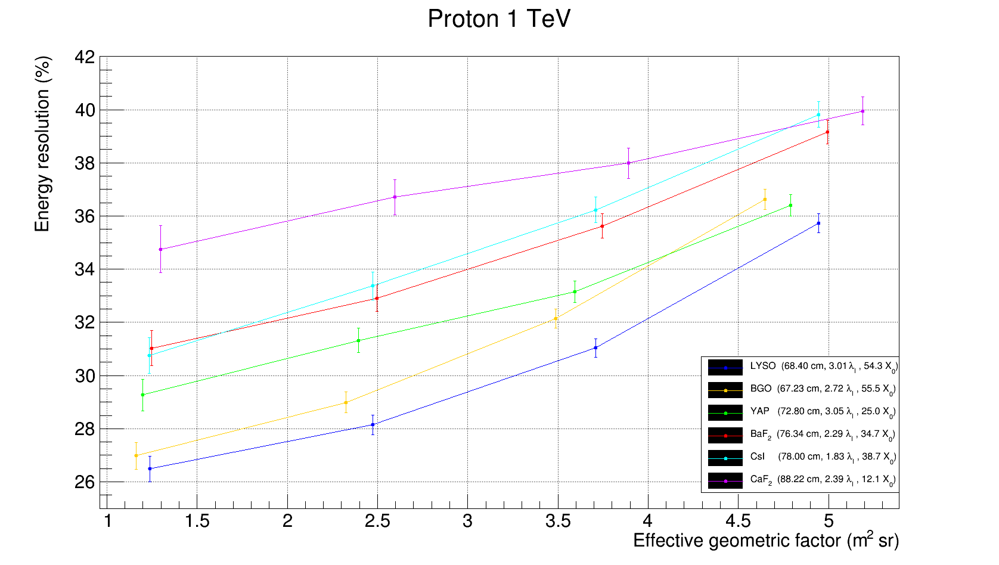 Proton 1 TeV
Energy resolution (%)
42
40
38
36
34
32
30
28
26
LYSO (68.40 cm, 3.01 λI , 54.3 X0)
BGO (67.23 cm, 2.72 λI , 55.5 X0)
YAP (72.80 cm, 3.05 λI , 25.0 X0)
BaF2 (76.34 cm, 2.29 λI , 34.7 X0)
CsI (78.00 cm, 1.83 λI , 38.7 X0)
CaF2 (88.22 cm, 2.39 λI , 12.1 X0)
1 1.5 2 2.5 3 3.5 4 4.5 5
Effective geometric factor (m2 sr)